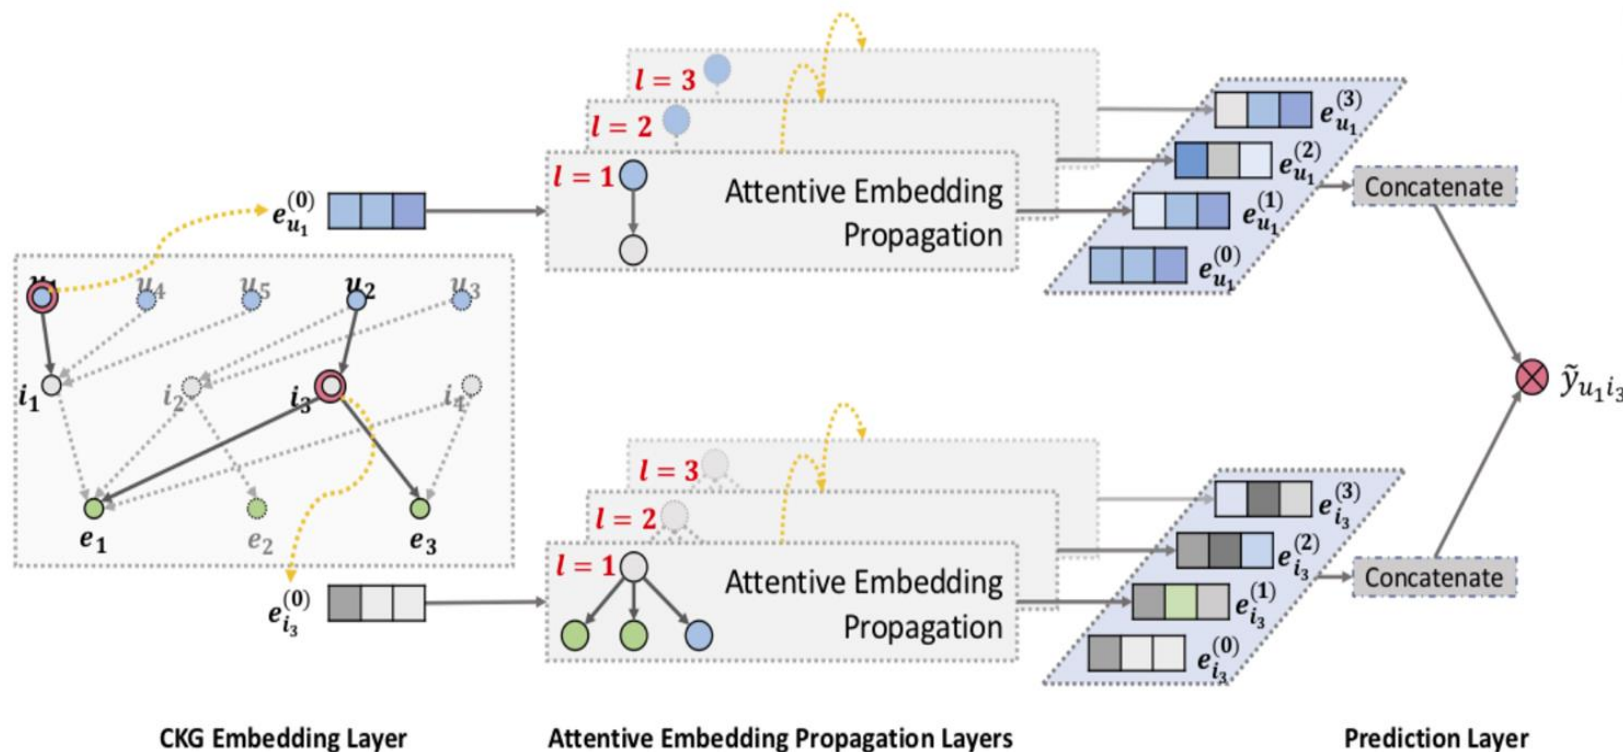 l = 3
l = 2
l = 1
Attentive Embedding
Propagation
e_{u_1}^{(0)}
e_{u_1}^{(3)}
e_{u_1}^{(2)}
e_{u_1}^{(1)}
e_{u_1}^{(0)}
Concatenate
u_4 u_5 u_2 u_3
i_1 i_2 i_3 i_4
e_1 e_2 e_3
ỹ_{u_1i_3}
e_{i_3}^{(0)}
l = 3
l = 2
l = 1
Attentive Embedding
Propagation
e_{i_3}^{(3)}
e_{i_3}^{(2)}
e_{i_3}^{(1)}
e_{i_3}^{(0)}
Concatenate
CKG Embedding Layer Attentive Embedding Propagation Layers Prediction Layer